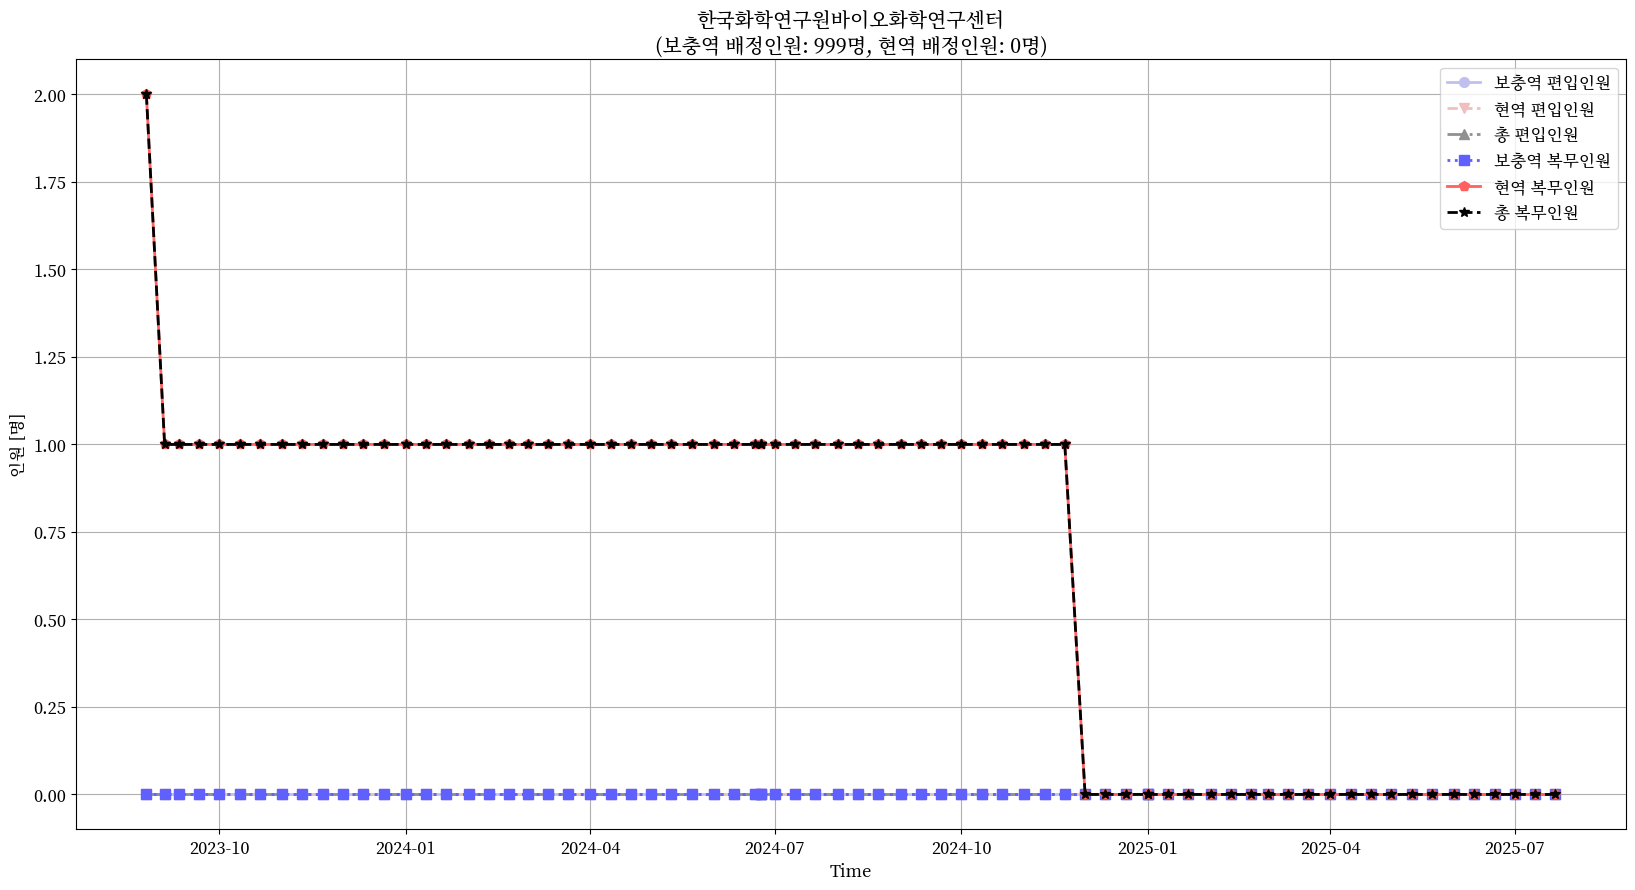 한국화학연구원바이오화학연구센터
(보충역 배정인원: 999명, 현역 배정인원: 0명)
보충역 편입인원
현역 편입인원
총 편입인원
보충역 복무인원
현역 복무인원
총 복무인원
인원 [명]
2.00
1.75
1.50
1.25
1.00
0.75
0.50
0.25
0.00
2023-10
2024-01
2024-04
2024-07
2024-10
2025-01
2025-04
2025-07
Time